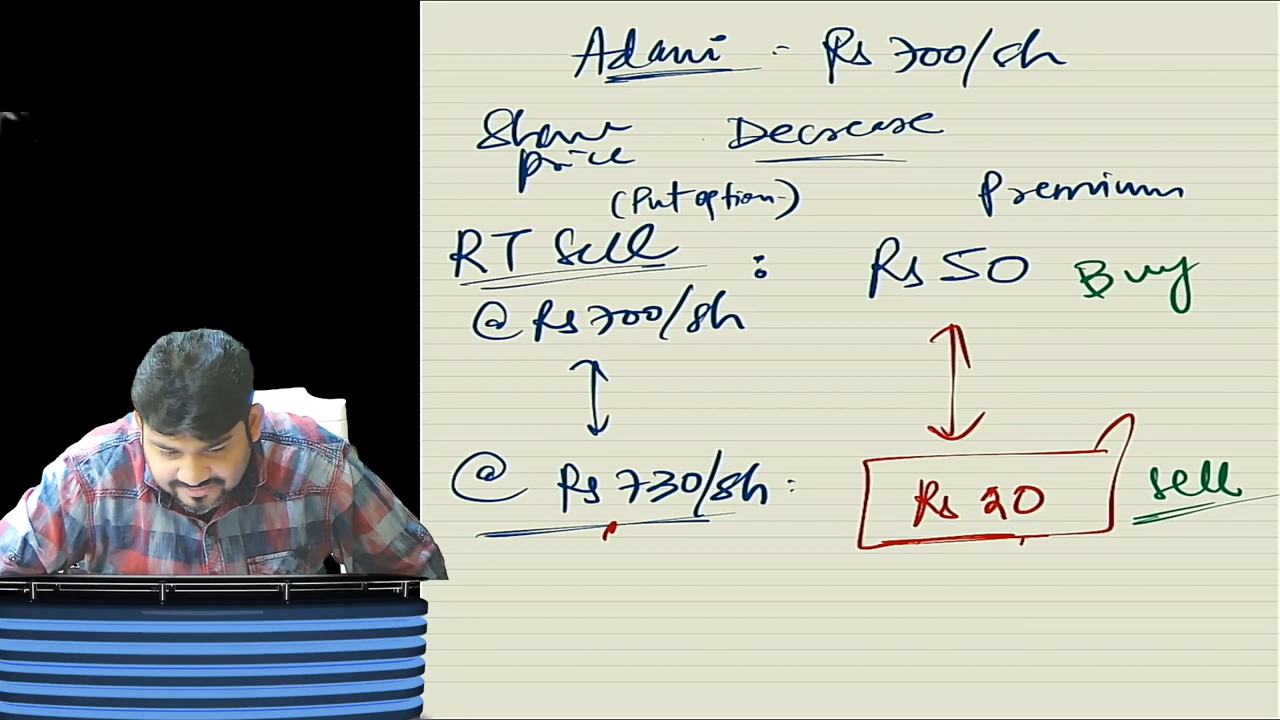 Adani - Rs 700/sh
Share price Decrease
(Put option) Premium
RT Sell : Rs 50 Buy
@ Rs 700/sh
@ Rs 730/sh : Rs 20 sell